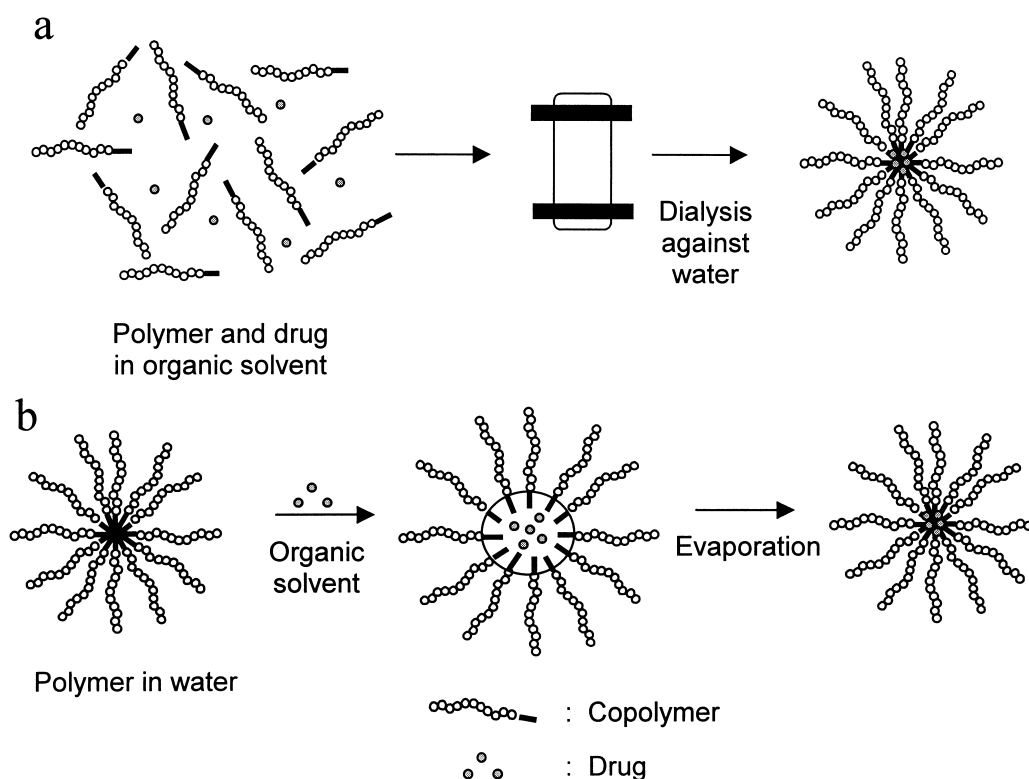 a
Dialysis
against
water
Polymer and drug
in organic solvent
b
Organic
solvent
Evaporation
Polymer in water
: Copolymer
: Drug